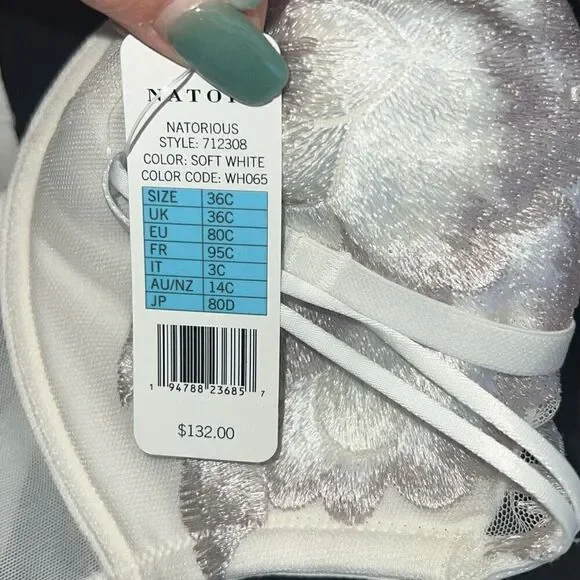 NATORIOUS
STYLE: 712308
COLOR: SOFT WHITE
COLOR CODE: WH065
SIZE 36C
UK 36C
EU 80C
FR 95C
IT 3C
AU/NZ 14C
JP 80D
1 94788 23685 7
$132.00